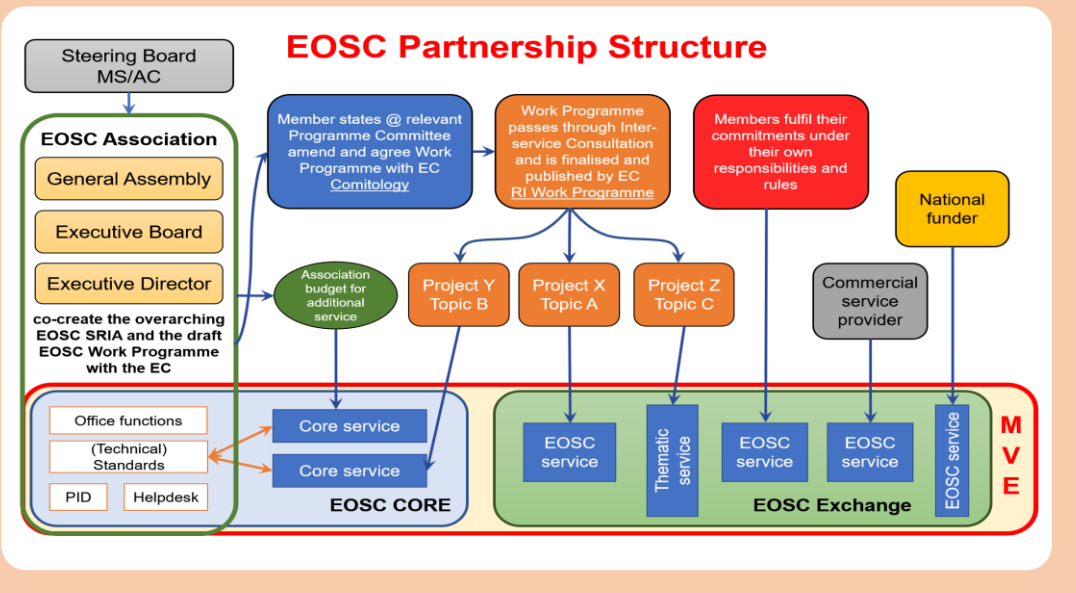 EOSC Partnership Structure
Steering Board
MS/AC
EOSC Association
General Assembly
Executive Board
Executive Director
co-create the overarching
EOSC SRIA and the draft
EOSC Work Programme
with the EC
Member states @ relevant
Programme Committee
amend and agree Work
Programme with EC
Comitology
Work Programme
passes through Inter-
service Consultation
and is finalised and
published by EC
RI Work Programme
Members fulfil their
commitments under
their own
responsibilities and
rules
National
funder
Association
budget for
additional
service
Project Y
Topic B
Project X
Topic A
Project Z
Topic C
Commercial
service
provider
Office functions
(Technical)
Standards
PID
Helpdesk
Core service
Core service
EOSC CORE
EOSC
service
Thematic
service
EOSC
service
EOSC
service
EOSC service
EOSC Exchange
M
V
E